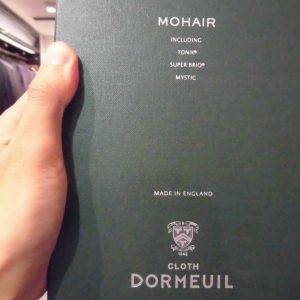 MOHAIR
INCLUDING
TONIK®
SUPER BRIO®
MYSTIC
MADE IN ENGLAND
1842
CLOTH
DORMEUIL